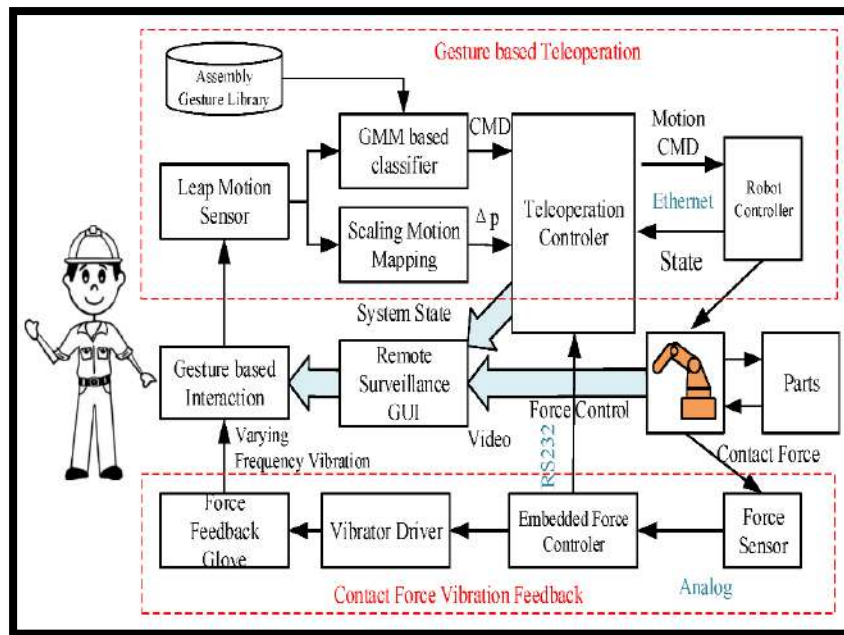 Gesture based Teleoperation
Assembly
Gesture Library
GMM based
classifier
CMD
Motion
CMD
Leap Motion
Sensor
Ethernet
Robot
Controller
Teleoperation
Controler
Scaling Motion
Mapping
Δp
State
System State
Gesture based
Interaction
Remote
Surveillance
GUI
Parts
Force Control
Video
RS232
Varying
Frequency Vibration
Contact Force
Force
Feedback
Glove
Vibrator Driver
Embedded Force
Controler
Force
Sensor
Analog
Contact Force Vibration Feedback